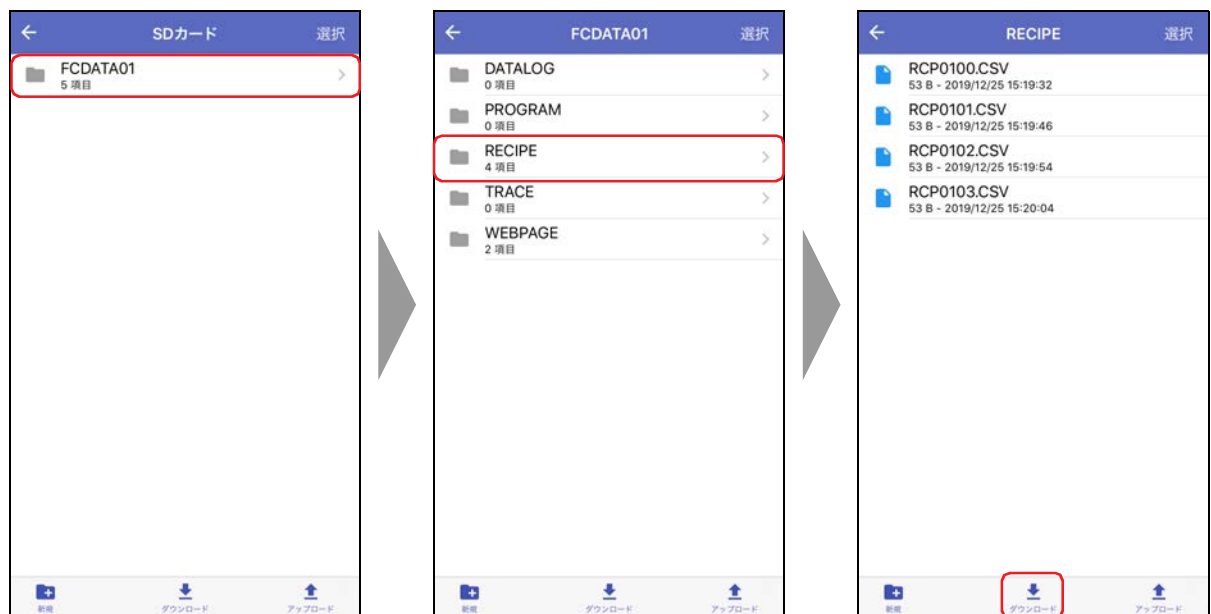 SDカード
選択
FCDATA01
5 項目
新規
ダウンロード
アップロード
FCDATA01
選択
DATALOG
0 項目
PROGRAM
0 項目
RECIPE
4 項目
TRACE
0 項目
WEBPAGE
2 項目
新規
ダウンロード
アップロード
RECIPE
選択
RCP0100.CSV
53 B - 2019/12/25 15:19:32
RCP0101.CSV
53 B - 2019/12/25 15:19:46
RCP0102.CSV
53 B - 2019/12/25 15:19:54
RCP0103.CSV
53 B - 2019/12/25 15:20:04
新規
ダウンロード
アップロード